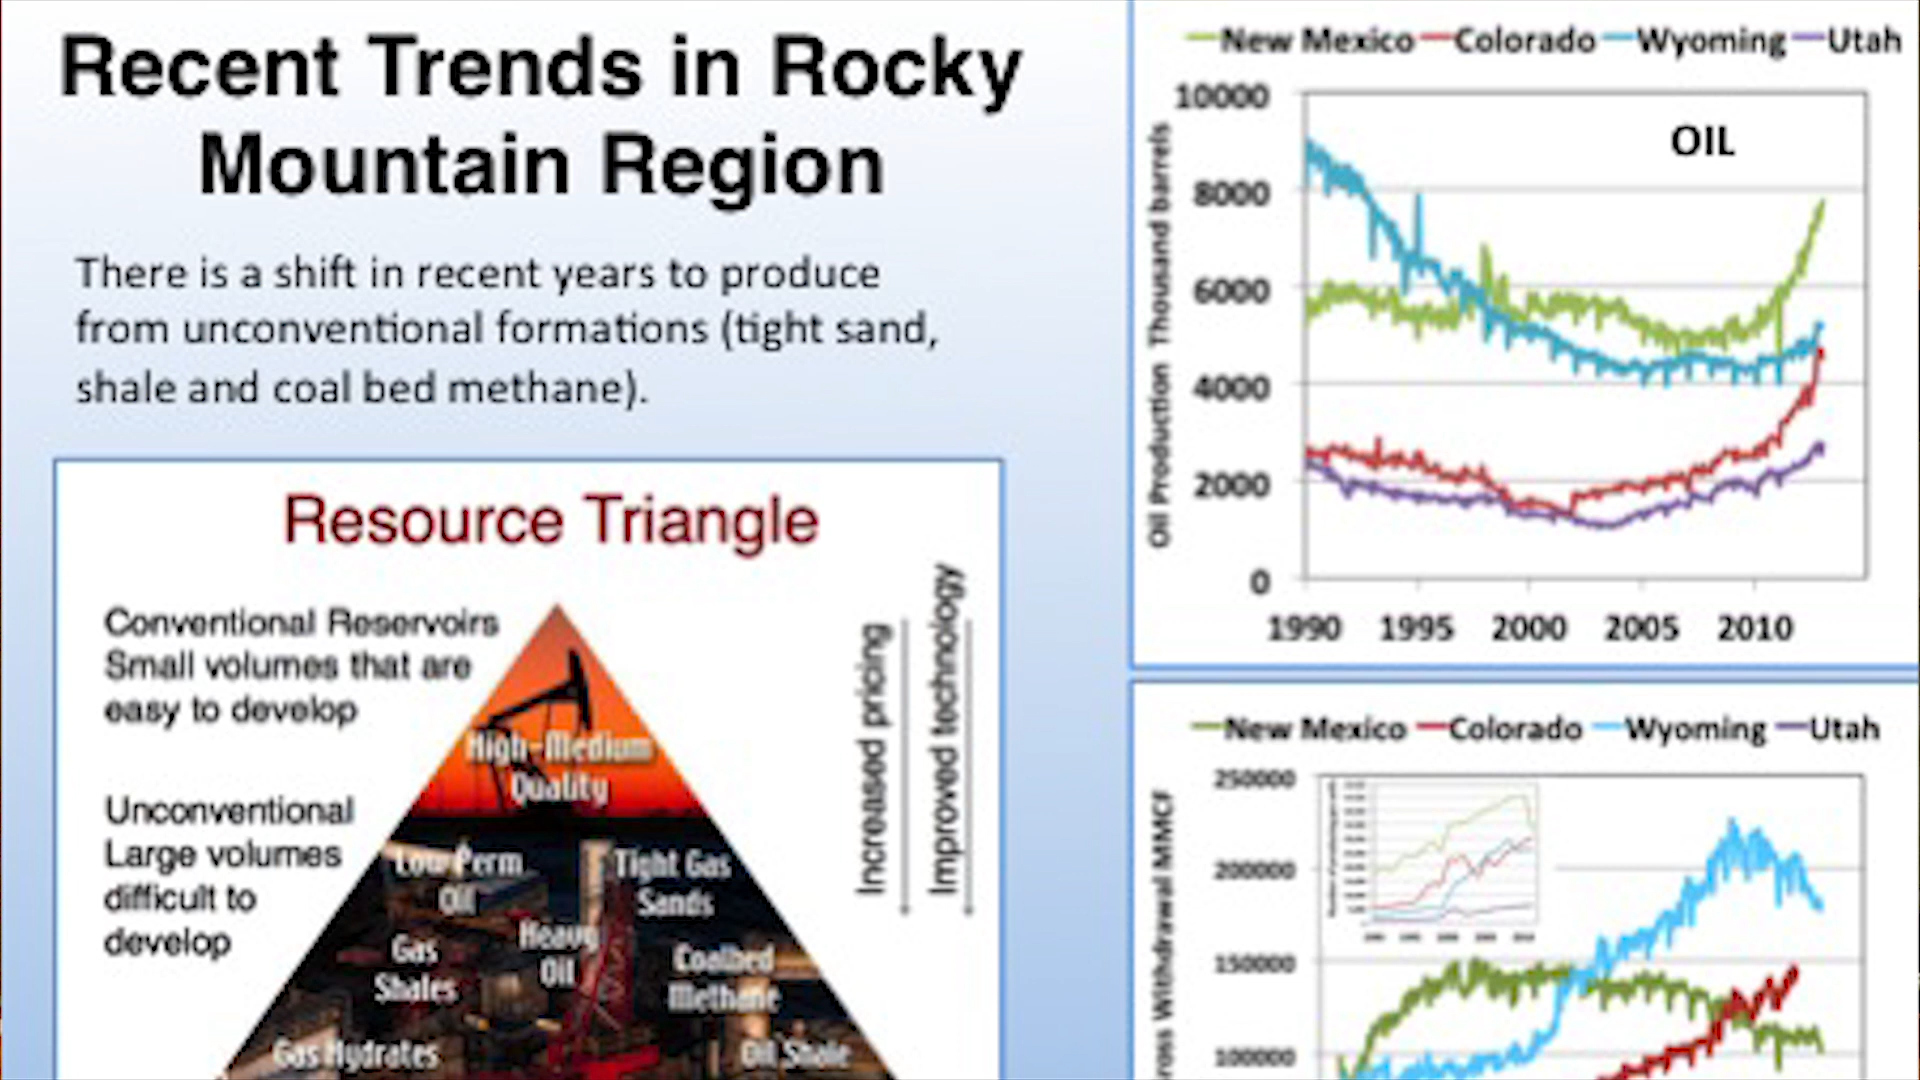 Recent Trends in Rocky
Mountain Region
There is a shift in recent years to produce
from unconventional formations (tight sand,
shale and coal bed methane).
Resource Triangle
Conventional Reservoirs
Small volumes that are
easy to develop
Unconventional
Large volumes
difficult to
develop
High-Medium
Quality
Low Perm
Oil
Tight Gas
Sands
Heavy
Oil
Gas
Shales
Coalbed
Methane
Gas Hydrates
Oil Shale
Increased pricing
Improved technology
New Mexico Colorado Wyoming Utah
OIL
Oil Production Thousand barrels
10000
8000
6000
4000
2000
0
1990 1995 2000 2005 2010
New Mexico Colorado Wyoming Utah
ross Withdrawal MMCF
250000
200000
150000
100000